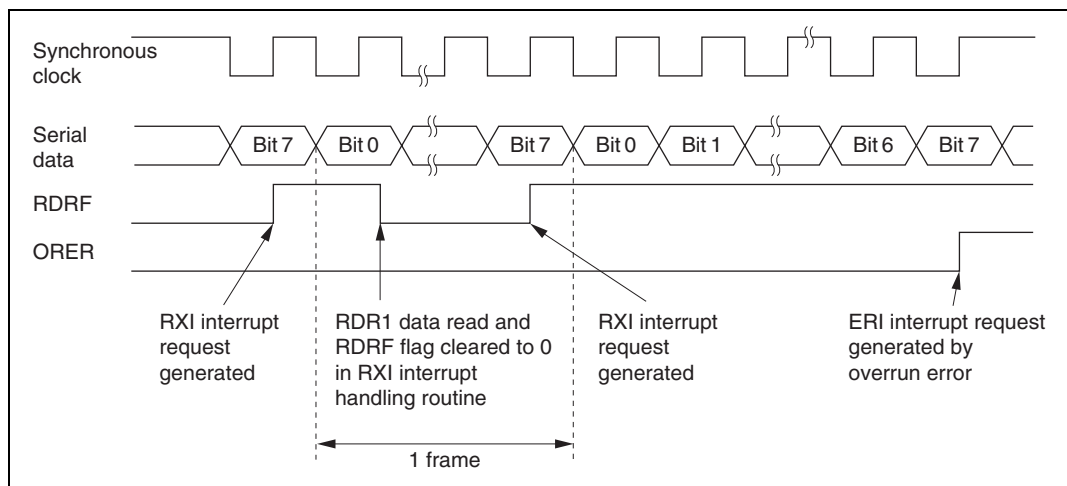 Synchronous
clock
Serial
data
Bit 7
Bit 0
Bit 7
Bit 0
Bit 1
Bit 6
Bit 7
RDRF
ORER
RXI interrupt
request
generated
RDR1 data read and
RDRF flag cleared to 0
in RXI interrupt
handling routine
RXI interrupt
request
generated
ERI interrupt request
generated by
overrun error
1 frame